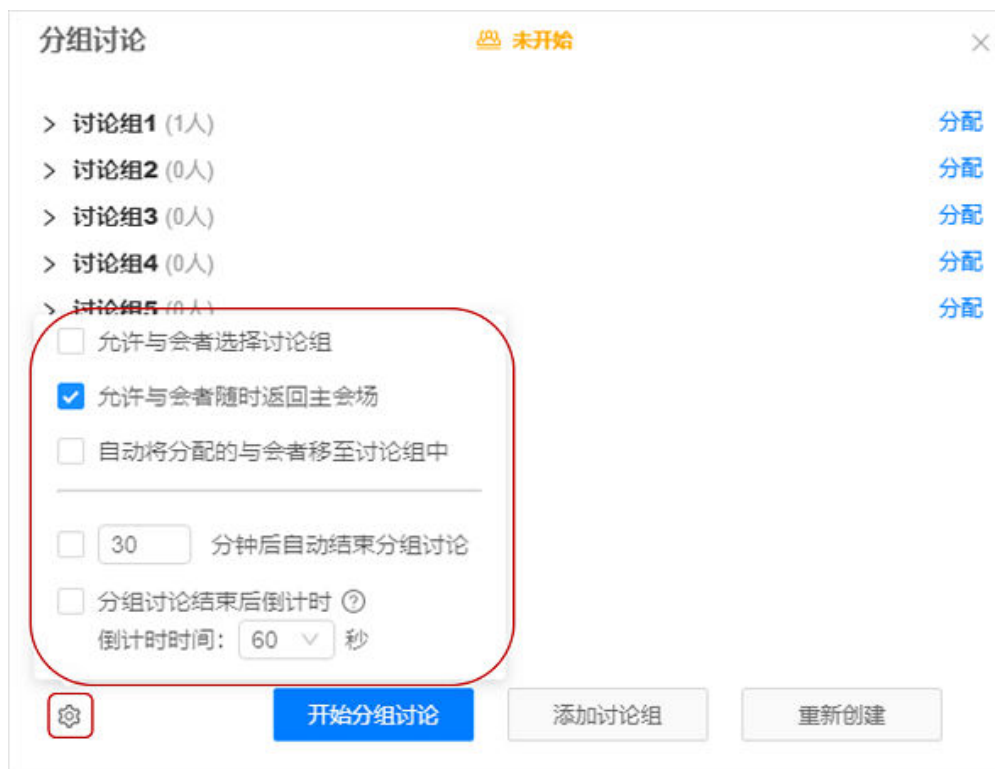 分组讨论
未开始
讨论组1 (1人) 分配
讨论组2 (0人) 分配
讨论组3 (0人) 分配
讨论组4 (0人) 分配
讨论组5 (0人) 分配
允许与会者选择讨论组
允许与会者随时返回主会场
自动将分配的与会者移至讨论组中
30 分钟后自动结束分组讨论
分组讨论结束后倒计时 ?
倒计时时间: 60 秒
开始分组讨论 添加讨论组 重新创建